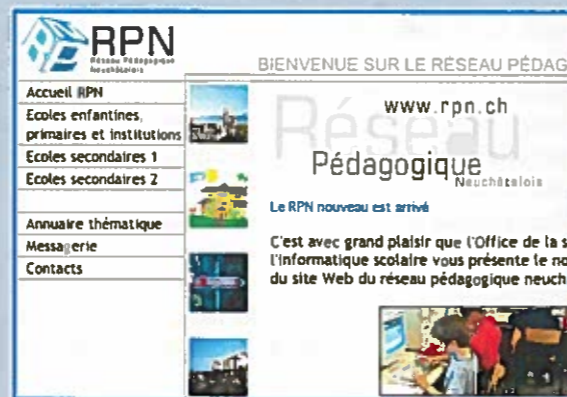 RPN
Réseau Pédagogique
Neuchâtelois
BIENVENUE SUR LE RÉSEAU PÉDAG
Accueil RPN
Ecoles enfantines,
primaires et institutions
Ecoles secondaires 1
Ecoles secondaires 2
Annuaire thématique
Messagerie
Contacts
www.rpn.ch
Réseau
Pédagogique
Neuchâtelois
Le RPN nouveau est arrivé
C'est avec grand plaisir que l'Office de la s
l'informatique scolaire vous présente le no
du site Web du réseau pédagogique neuch